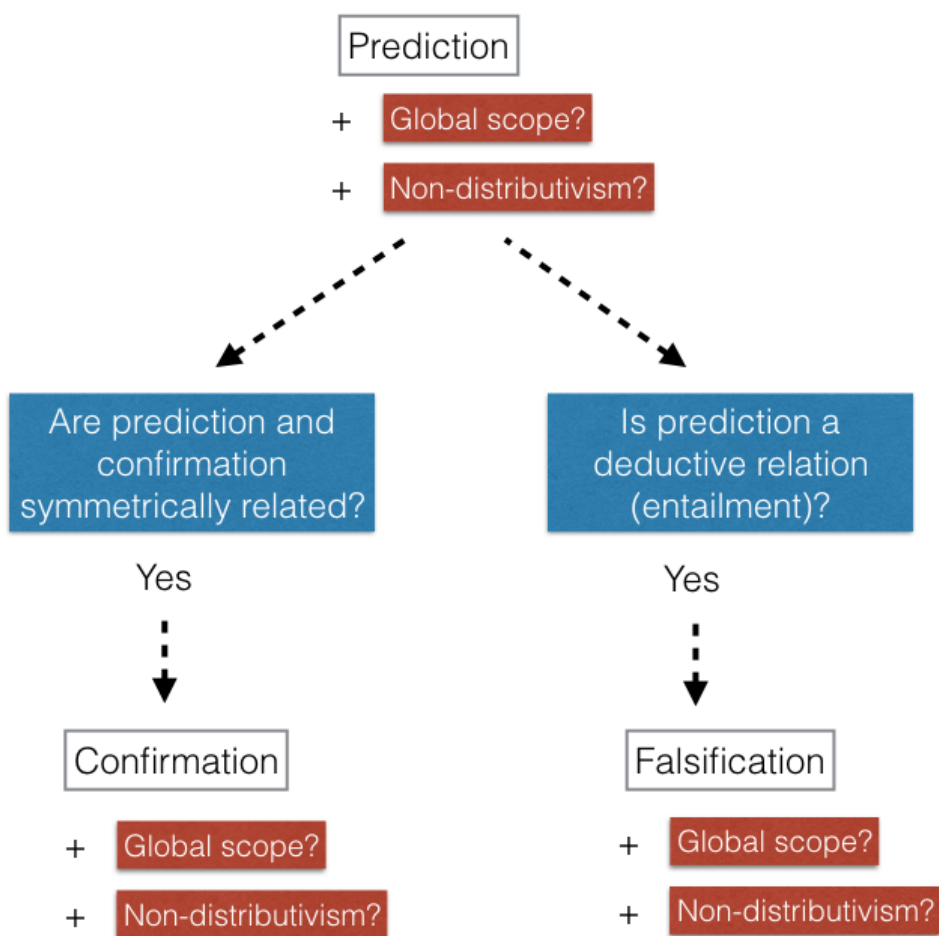 Prediction
+ Global scope?
+ Non-distributivism?
Are prediction and
confirmation
symmetrically related?
Is prediction a
deductive relation
(entailment)?
Yes
Yes
Confirmation
Falsification
+ Global scope?
+ Global scope?
+ Non-distributivism?
+ Non-distributivism?